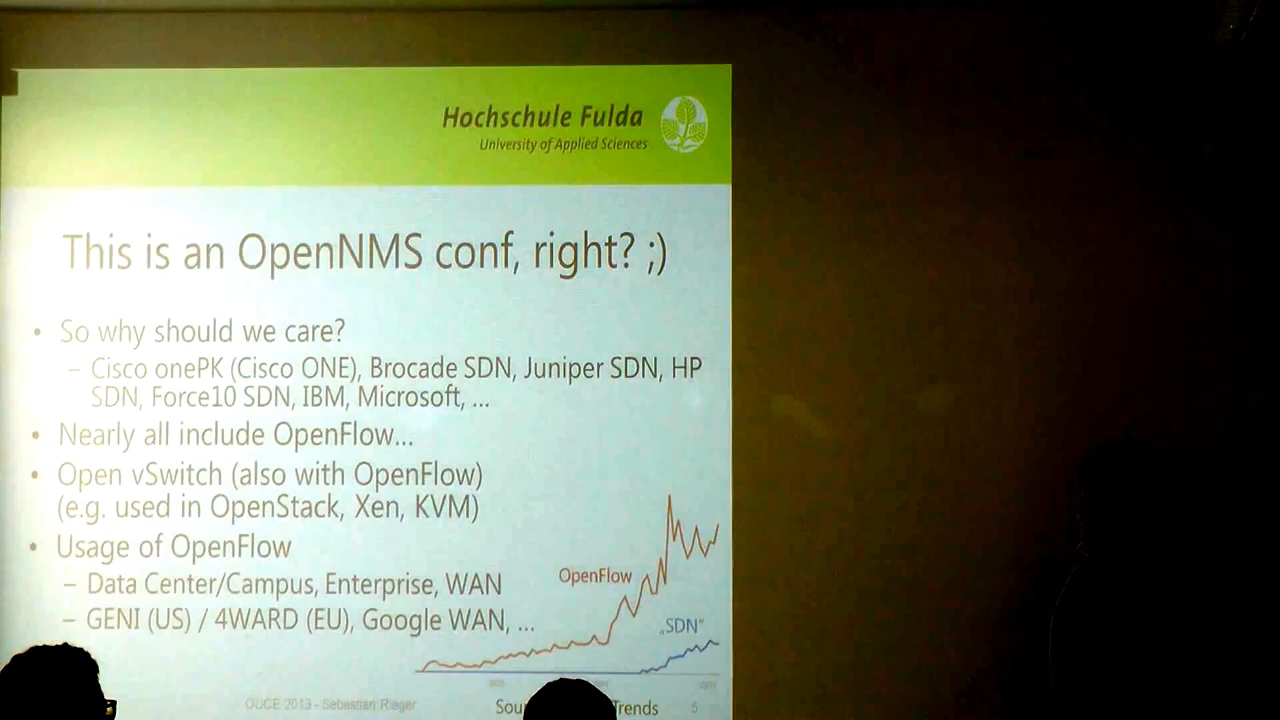 Hochschule Fulda
University of Applied Sciences
This is an OpenNMS conf, right? ;)
• So why should we care?
– Cisco onePK (Cisco ONE), Brocade SDN, Juniper SDN, HP
SDN, Force10 SDN, IBM, Microsoft, ...
• Nearly all include OpenFlow...
• Open vSwitch (also with OpenFlow)
(e.g. used in OpenStack, Xen, KVM)
• Usage of OpenFlow
– Data Center/Campus, Enterprise, WAN
– GENI (US) / 4WARD (EU), Google WAN, ...
OpenFlow
„SDN"
OUCE 2013 - Sebastian Rieger
Trends
5